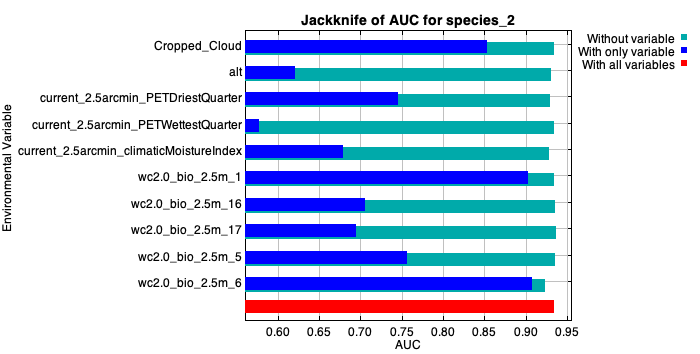 Jackknife of AUC for species_2
Without variable
With only variable
With all variables
Environmental Variable
Cropped_Cloud
alt
current_2.5arcmin_PETDriestQuarter
current_2.5arcmin_PETWettestQuarter
current_2.5arcmin_climaticMoistureIndex
wc2.0_bio_2.5m_1
wc2.0_bio_2.5m_16
wc2.0_bio_2.5m_17
wc2.0_bio_2.5m_5
wc2.0_bio_2.5m_6
0.60 0.65 0.70 0.75 0.80 0.85 0.90 0.95
AUC